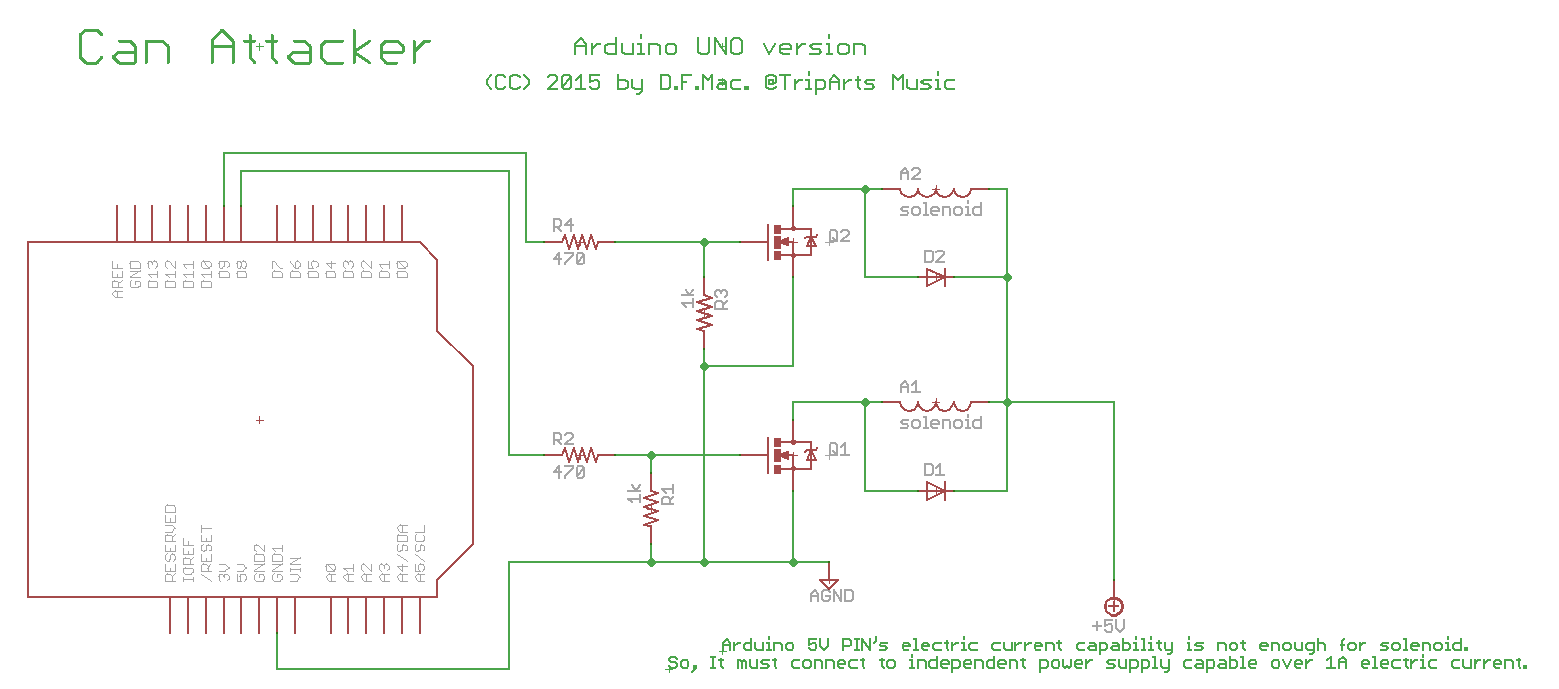 Can Attacker
Arduino UNO version
(CC) 2015 by D.F.Mac. @TripArts Music
A2
solenoid
R4
470
Q2
D2
1k
R3
AREF
GND
D13
D12
D11
D10
D9
D8
D7
D6
D5
D4
D3
D2
D1
D0
A1
solenoid
R2
470
Q1
D1
1k
R1
RESERVED
IOREF
/RESET
3V
5V
GND2
GND1
VIN
A0
A1
A2
A3
A4/SDA
A5/SCL
AGND
+5V
Arduino 5V PIN's electric current capability is not enough for solenoid.
So, It must connect to independent power supply capable over 1A electric current.